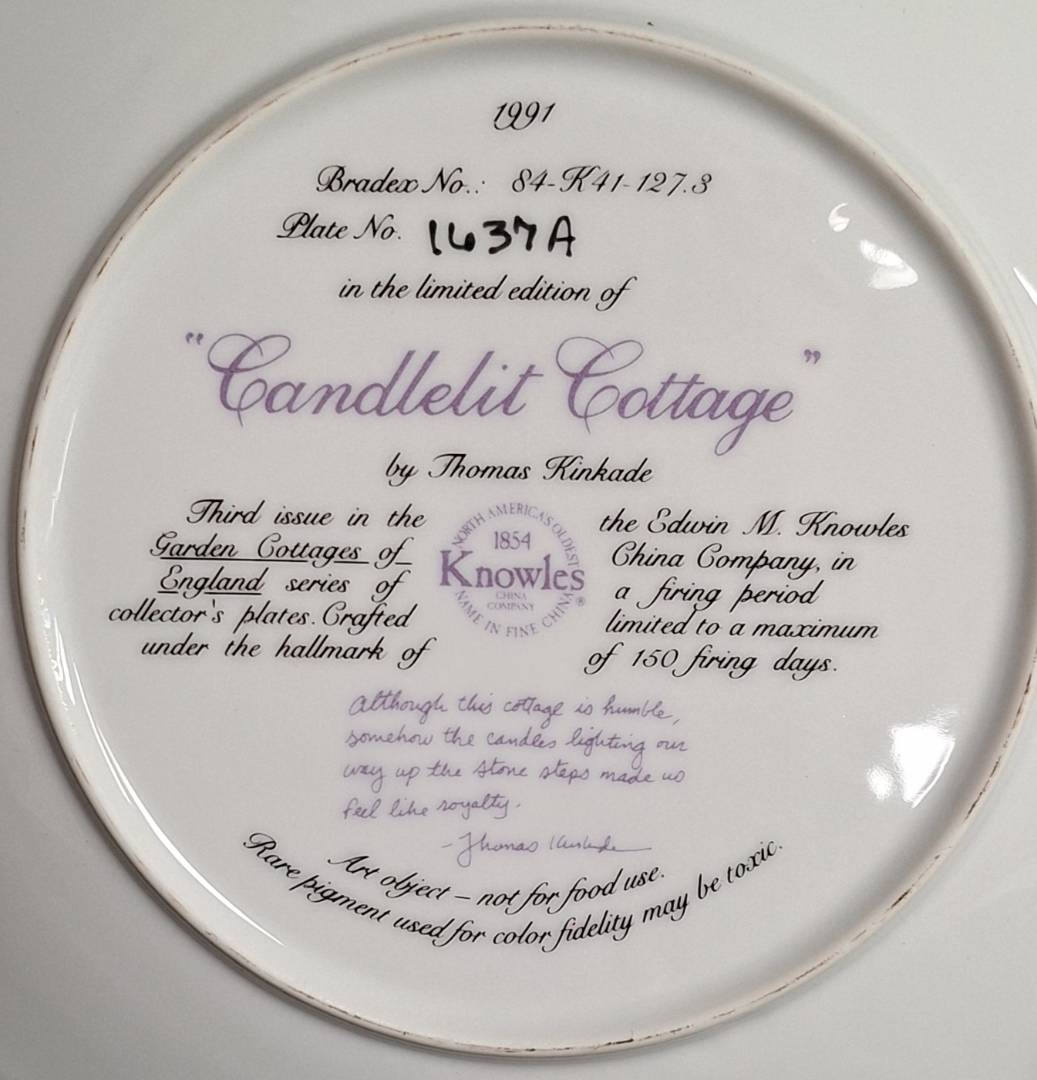 1991
Bradex No.: 84-K41-127.3
Plate No. 1637A
in the limited edition of
"Candlelit Cottage"
by Thomas Kinkade
Third issue in the
Garden Cottages of
England series of
collector's plates. Crafted
under the hallmark of
NORTH AMERICA'S OLDEST
1854
Knowles
CHINA
COMPANY
®
NAME IN FINE CHINA
the Edwin M. Knowles
China Company, in
a firing period
limited to a maximum
of 150 firing days.
Although this cottage is humble,
somehow the candles lighting our
way up the stone steps made us
feel like royalty.
- Thomas Kinkade
Art object – not for food use.
Rare pigment used for color fidelity may be toxic.